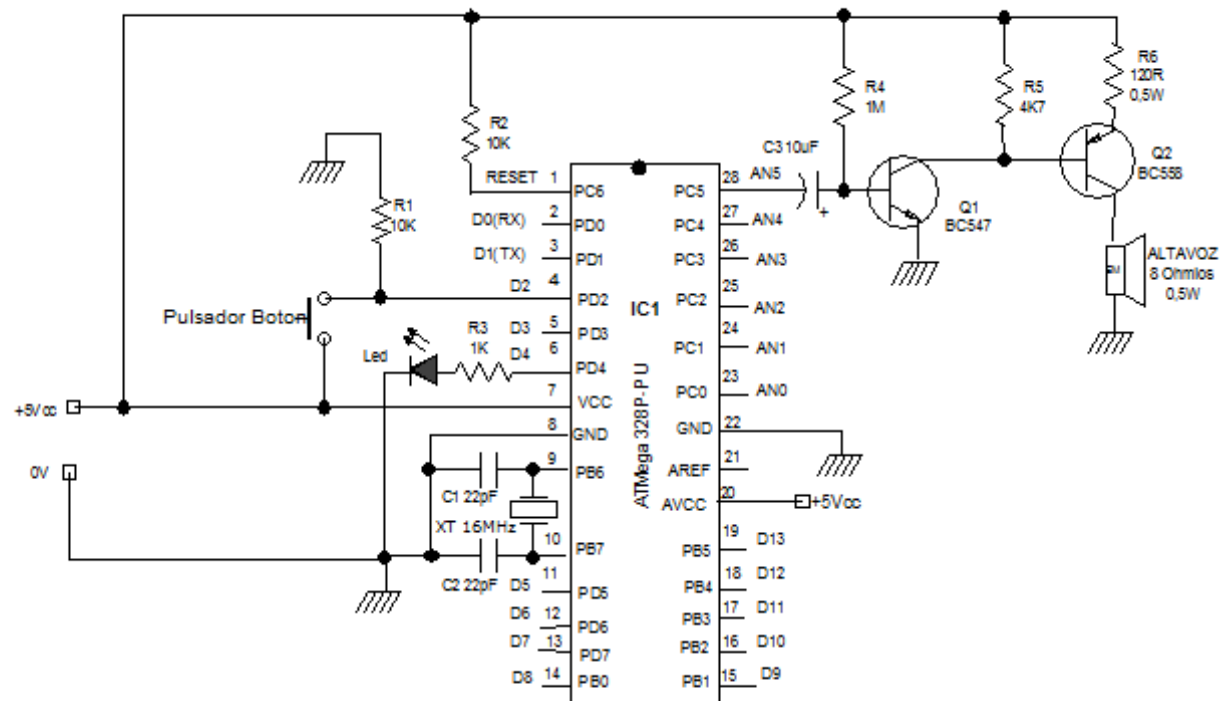 R6
120R
0,5W
R4
1M
R5
4K7
R2
10K
C3 10uF
Q2
BC558
RESET
1
PC6
PC5
28
AN5
R1
10K
D0(RX)
2
PD0
PC4
27
AN4
Q1
BC547
D1(TX)
3
PD1
PC3
26
AN3
ALTAVOZ
8 Ohmios
0,5W
D2
4
PD2
IC1
PC2
25
AN2
Pulsador Boton
D3
5
PD3
PC1
24
AN1
Led
R3
1K
D4
6
PD4
PC0
23
AN0
+5Vcc
7
VCC
8
GND
GND
22
ATMega 328P-PU
0V
9
PB6
AREF
21
C1 22pF
AVCC
20
+5Vcc
XT 16MHz
10
PB7
PB5
19
D13
C2 22pF
D5
11
PD5
PB4
18
D12
D6
12
PD6
PB3
17
D11
D7
13
PD7
PB2
16
D10
D8
14
PB0
PB1
15
D9